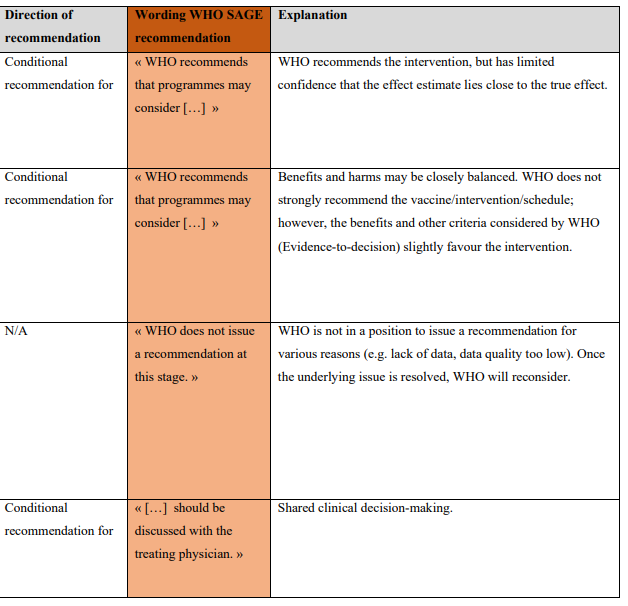 Direction of
recommendation
Wording WHO SAGE
recommendation
Explanation
Conditional
recommendation for
« WHO recommends
that programmes may
consider […] »
WHO recommends the intervention, but has limited
confidence that the effect estimate lies close to the true effect.
Conditional
recommendation for
« WHO recommends
that programmes may
consider […] »
Benefits and harms may be closely balanced. WHO does not
strongly recommend the vaccine/intervention/schedule;
however, the benefits and other criteria considered by WHO
(Evidence-to-decision) slightly favour the intervention.
N/A
« WHO does not issue
a recommendation at
this stage. »
WHO is not in a position to issue a recommendation for
various reasons (e.g. lack of data, data quality too low). Once
the underlying issue is resolved, WHO will reconsider.
Conditional
recommendation for
« […] should be
discussed with the
treating physician. »
Shared clinical decision-making.